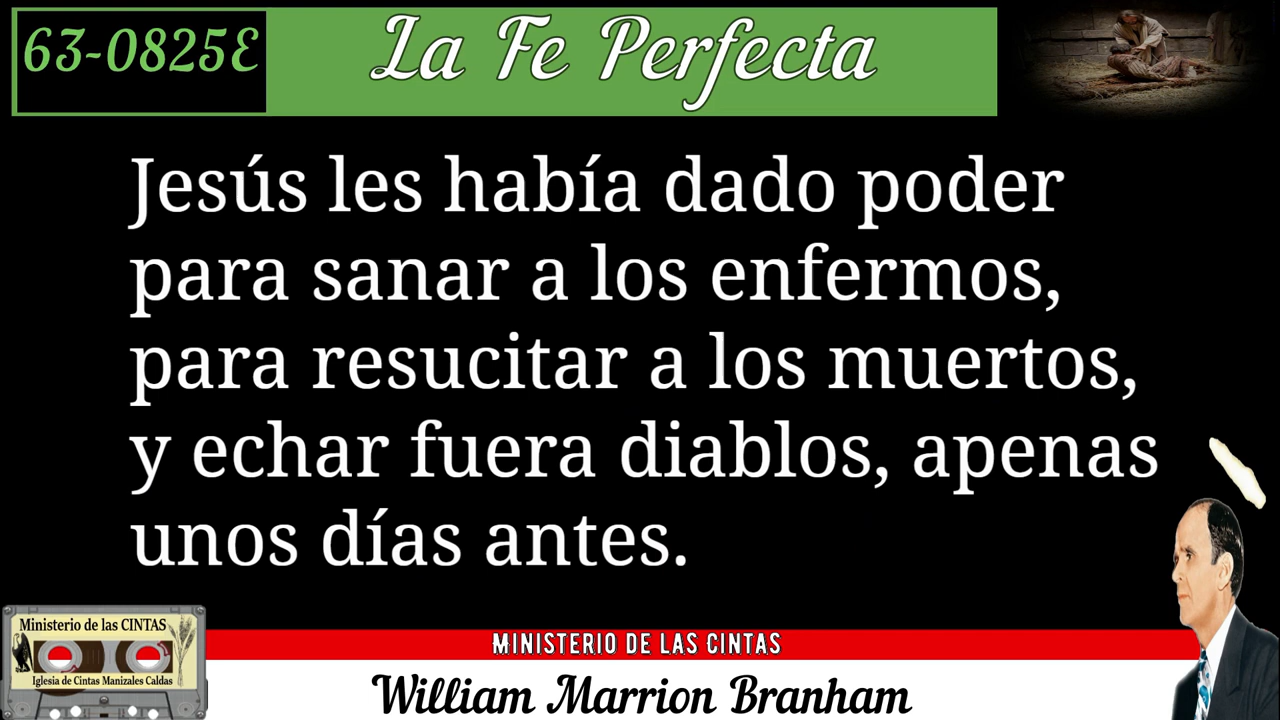 63-0825E
La Fe Perfecta
Jesús les había dado poder
para sanar a los enfermos,
para resucitar a los muertos,
y echar fuera diablos, apenas
unos días antes.
Ministerio de las CINTAS
Iglesia de Cintas Manizales Caldas
MINISTERIO DE LAS CINTAS
William Marrion Branham